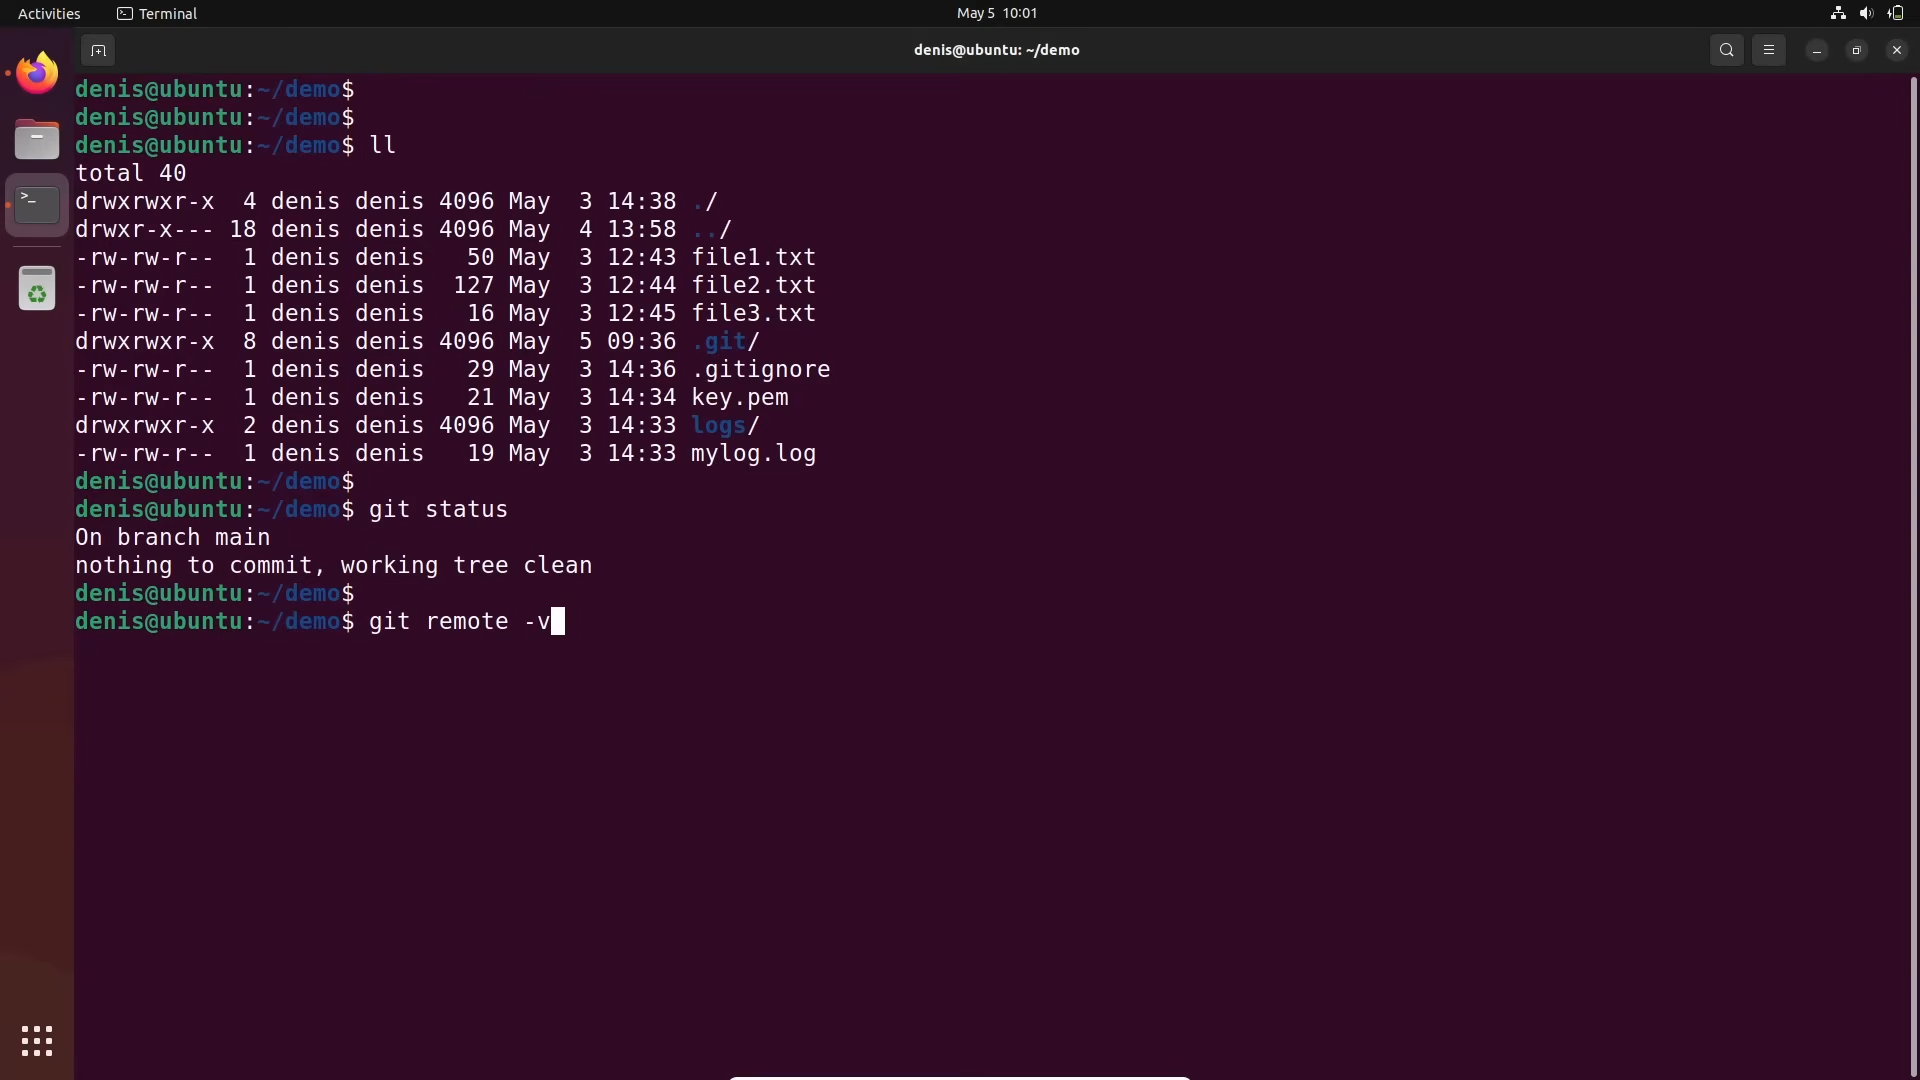 Activities
Terminal
May 5 10:01
denis@ubuntu: ~/demo
denis@ubuntu:~/demo$
denis@ubuntu:~/demo$
denis@ubuntu:~/demo$ ll
total 40
drwxrwxr-x  4 denis denis 4096 May  3 14:38 ./
drwxr-x--- 18 denis denis 4096 May  4 13:58 ../
-rw-rw-r--  1 denis denis   50 May  3 12:43 file1.txt
-rw-rw-r--  1 denis denis  127 May  3 12:44 file2.txt
-rw-rw-r--  1 denis denis   16 May  3 12:45 file3.txt
drwxrwxr-x  8 denis denis 4096 May  5 09:36 .git/
-rw-rw-r--  1 denis denis   29 May  3 14:36 .gitignore
-rw-rw-r--  1 denis denis   21 May  3 14:34 key.pem
drwxrwxr-x  2 denis denis 4096 May  3 14:33 logs/
-rw-rw-r--  1 denis denis   19 May  3 14:33 mylog.log
denis@ubuntu:~/demo$
denis@ubuntu:~/demo$ git status
On branch main
nothing to commit, working tree clean
denis@ubuntu:~/demo$
denis@ubuntu:~/demo$ git remote -v